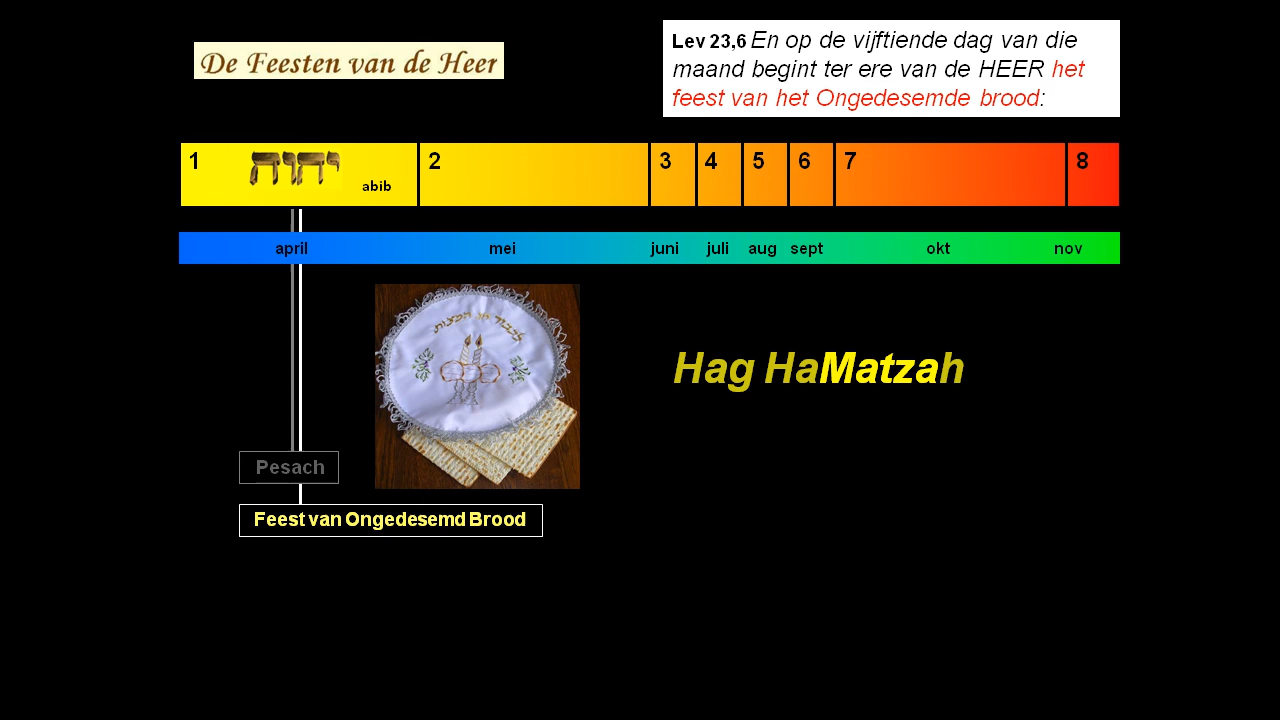 De Feesten van de Heer
Lev 23,6 En op de vijftiende dag van die
maand begint ter ere van de HEER het
feest van het Ongedesemde brood:
1 יהוה abib 2 3 4 5 6 7 8
april mei juni juli aug sept okt nov
Hag HaMatzah
Pesach
Feest van Ongedesemd Brood